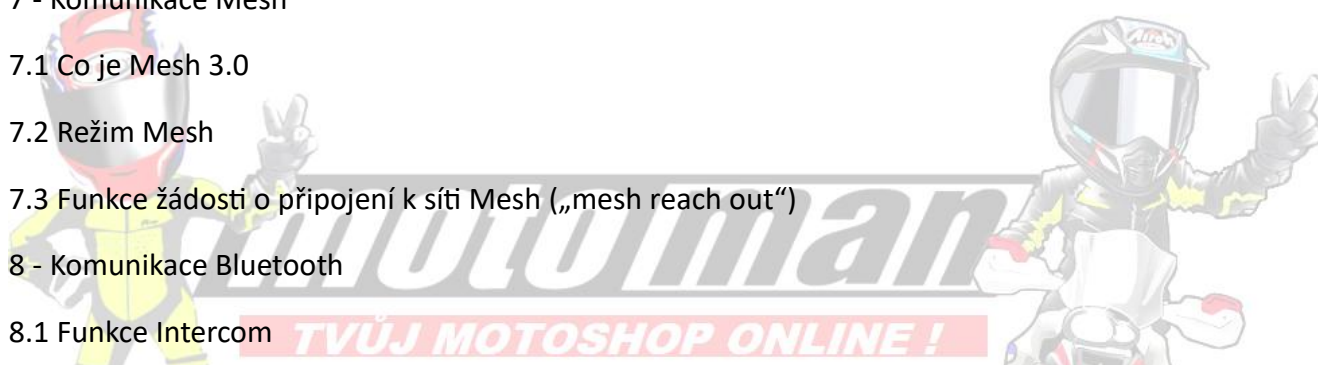 7 - Komunikace Mesh
7.1 Co je Mesh 3.0
7.2 Režim Mesh
7.3 Funkce žádosti o připojení k síti Mesh („mesh reach out“)
8 - Komunikace Bluetooth
motoman
8.1 Funkce Intercom
TVŮJ MOTOSHOP ONLINE !
Airoh